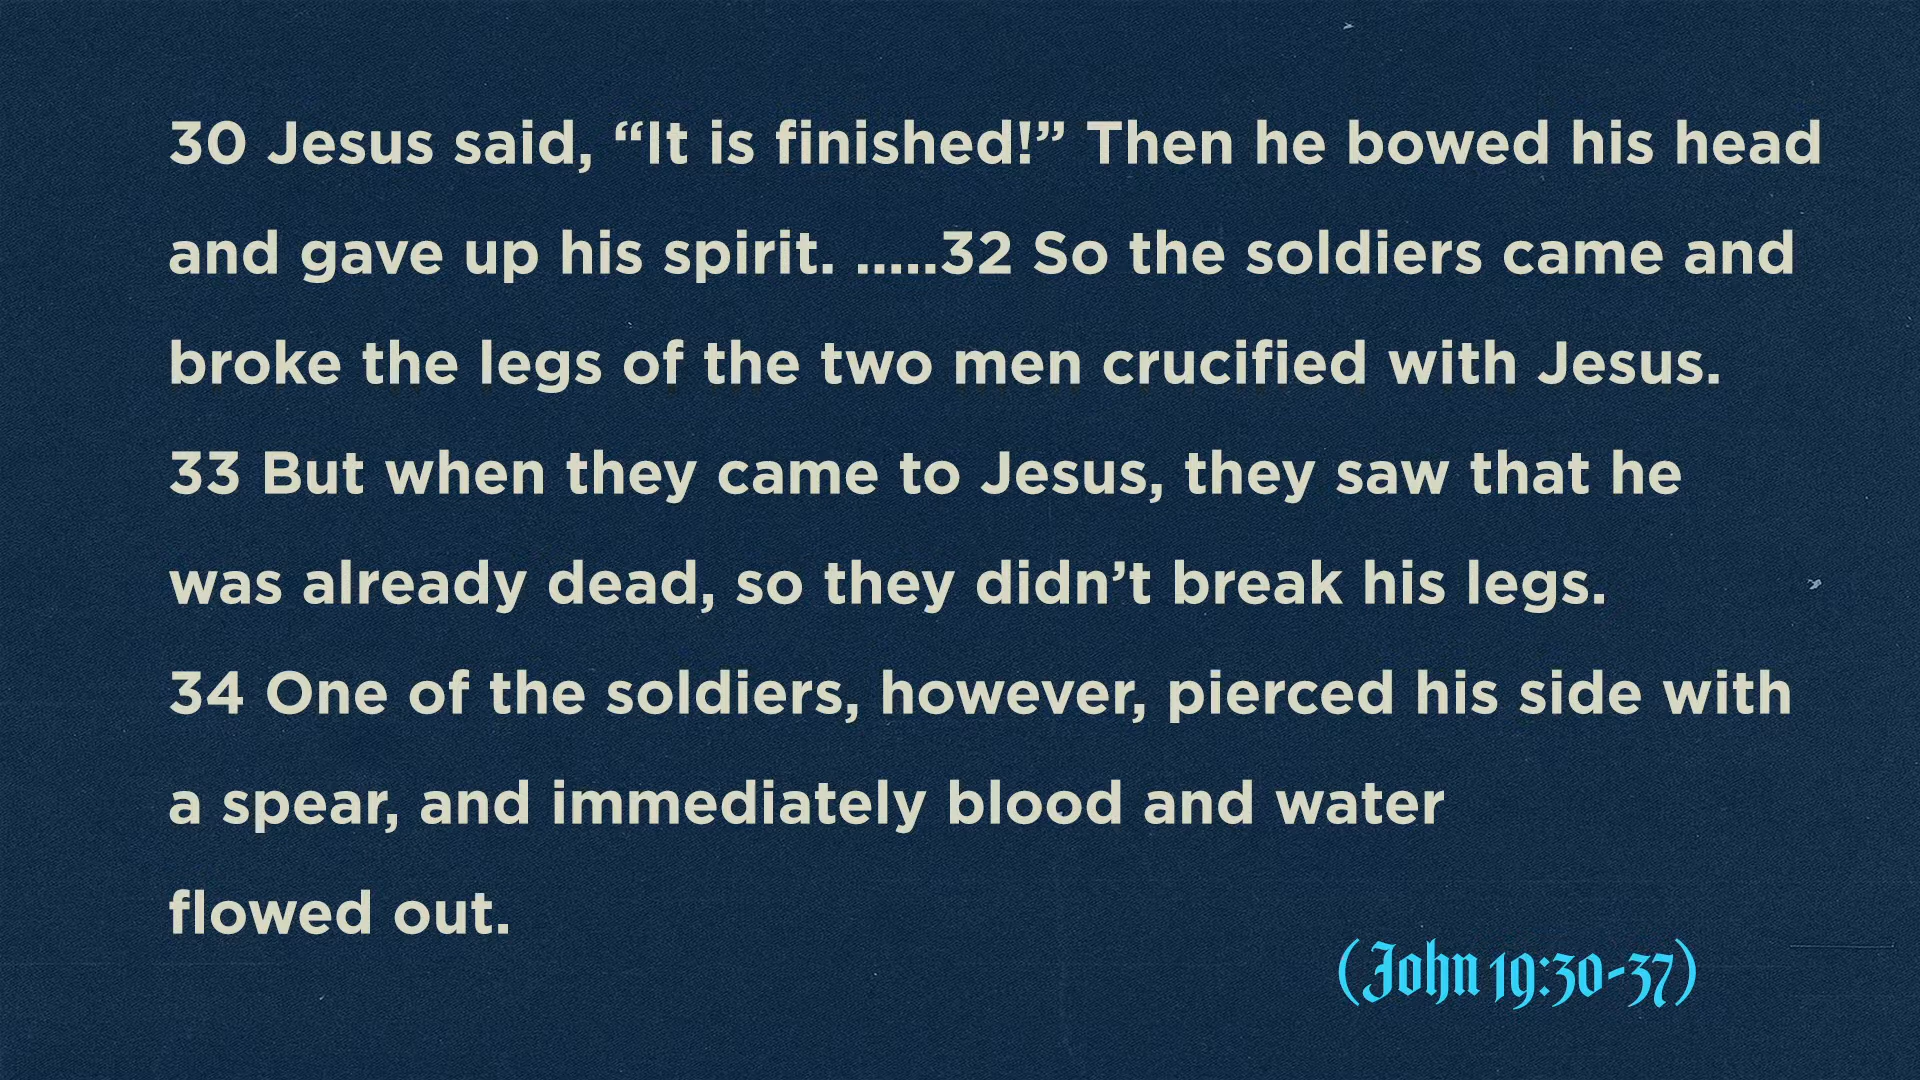 30 Jesus said, “It is finished!” Then he bowed his head
and gave up his spirit. .....32 So the soldiers came and
broke the legs of the two men crucified with Jesus.
33 But when they came to Jesus, they saw that he
was already dead, so they didn’t break his legs.
34 One of the soldiers, however, pierced his side with
a spear, and immediately blood and water
flowed out.
(John 19:30-37)